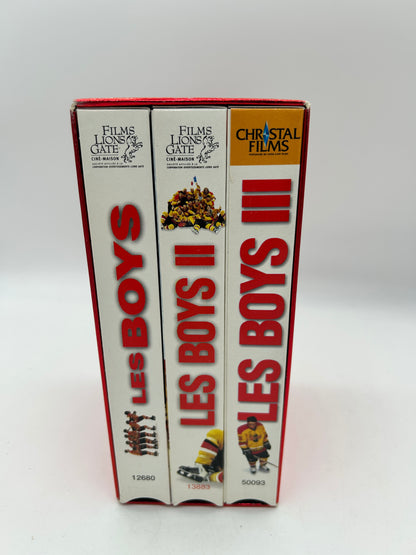 FILMS
LIONS
GATE
CINÉ-MAISON
LES BOYS
12680
FILMS
LIONS
GATE
CINÉ-MAISON
LES BOYS II
13883
CHRISTAL
FILMS
LES BOYS III
50093